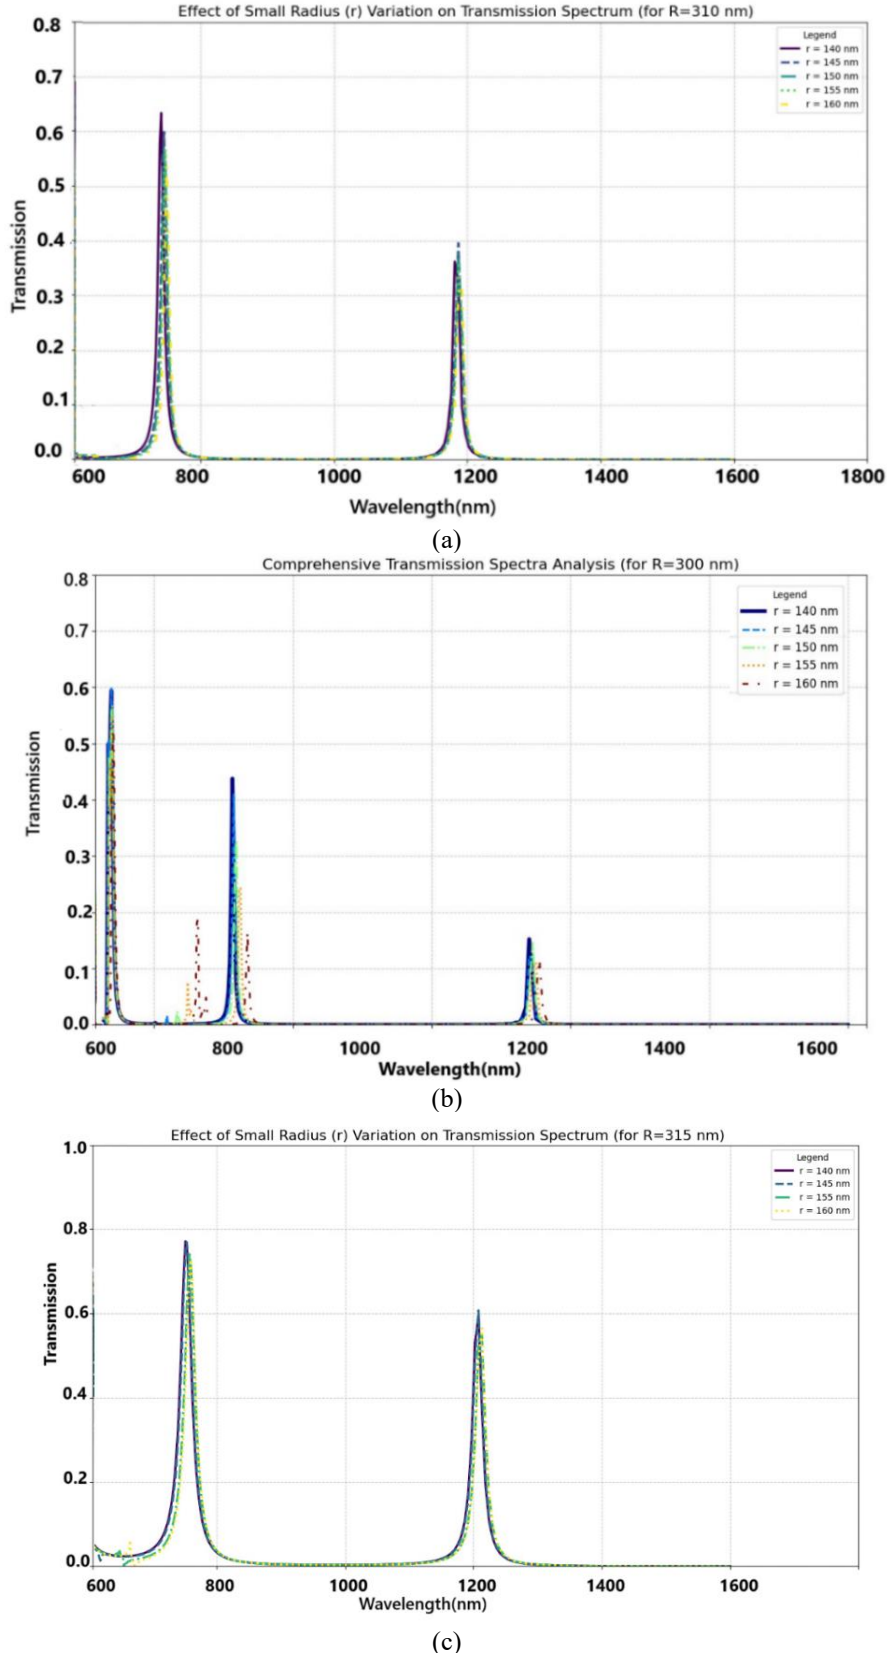 Effect of Small Radius (r) Variation on Transmission Spectrum (for R=310 nm)
0.8
0.7
0.6
0.5
0.4
0.3
0.2
0.1
0.0
Transmission
Legend
r = 140 nm
r = 145 nm
r = 150 nm
r = 155 nm
r = 160 nm
600 800 1000 1200 1400 1600 1800
Wavelength(nm)
(a)
Comprehensive Transmission Spectra Analysis (for R=300 nm)
0.8
0.7
0.6
0.5
0.4
0.3
0.2
0.1
0.0
Transmission
Legend
r = 140 nm
r = 145 nm
r = 150 nm
r = 155 nm
r = 160 nm
600 800 1000 1200 1400 1600
Wavelength(nm)
(b)
Effect of Small Radius (r) Variation on Transmission Spectrum (for R=315 nm)
1.0
0.8
0.6
0.4
0.2
0.0
Transmission
Legend
r = 140 nm
r = 145 nm
r = 155 nm
r = 160 nm
600 800 1000 1200 1400 1600
Wavelength(nm)
(c)